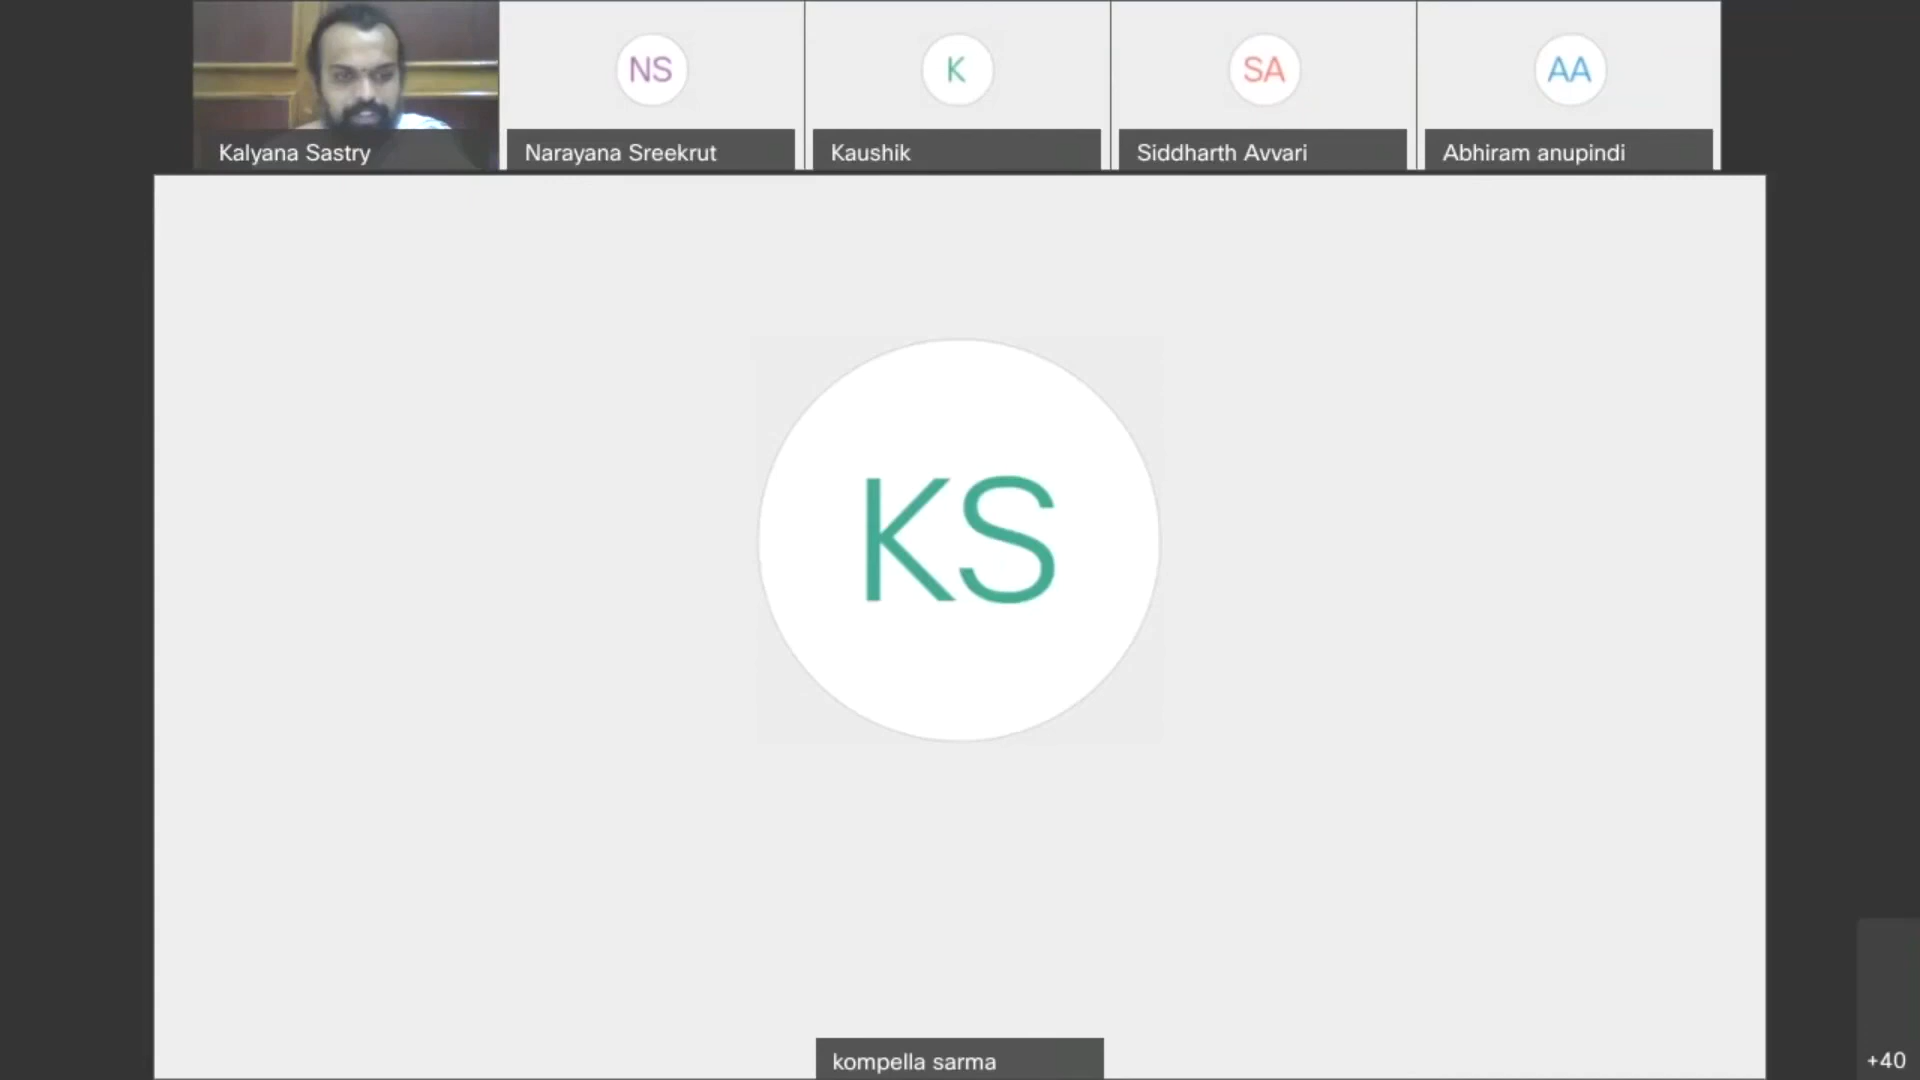 NS
K
SA
AA
Kalyana Sastry
Narayana Sreekrut
Kaushik
Siddharth Avvari
Abhiram anupindi
KS
kompella sarma
+40